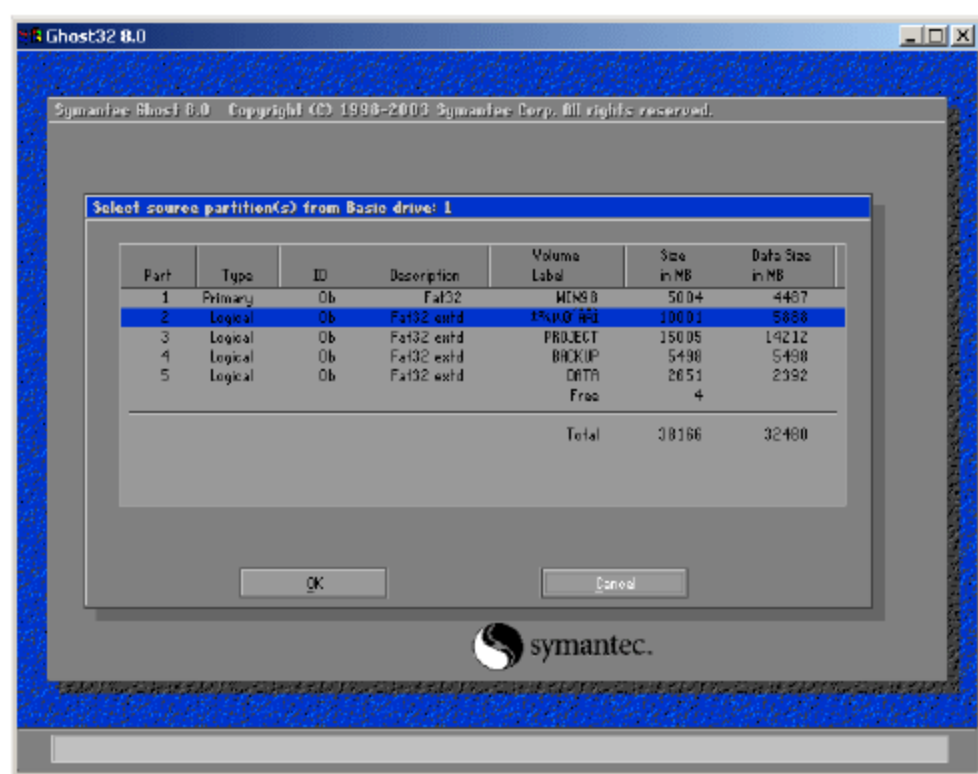 Ghost32 8.0
Symantec Ghost 8.0 Copyright (C) 1998-2003 Symantec Corp. All rights reserved.
Select source partition(s) from Basic drive: 1
Part Type ID Description Volume Label Size in MB Data Size in MB
1 Primary 0b Fat32 WIN98 5004 4487
2 Logical 0b Fat32 extd 10001 5888
3 Logical 0b Fat32 extd PROJECT 15005 14212
4 Logical 0b Fat32 extd BACKUP 5498 5498
5 Logical 0b Fat32 extd DATA 2651 2392
Free 4
Total 38166 32480
OK Cancel
symantec.